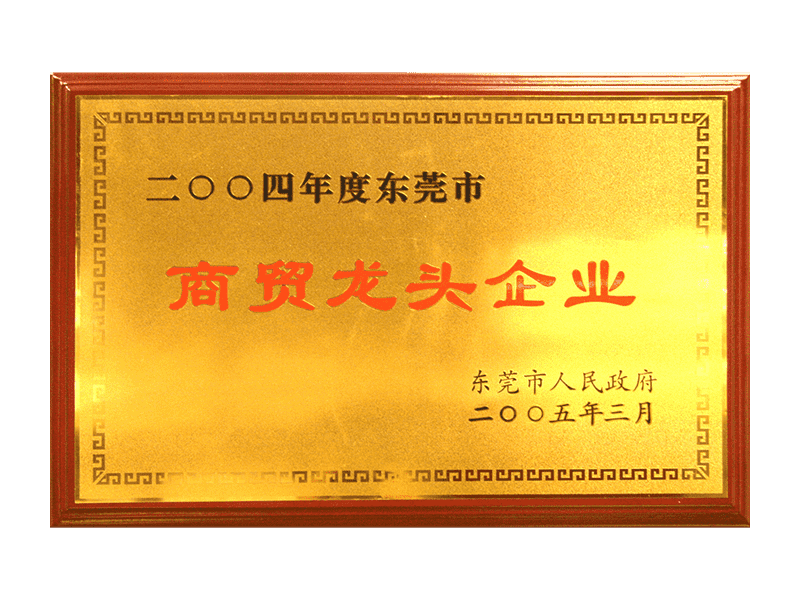 二〇〇四年度东莞市
商贸龙头企业
东莞市人民政府
二〇〇五年三月